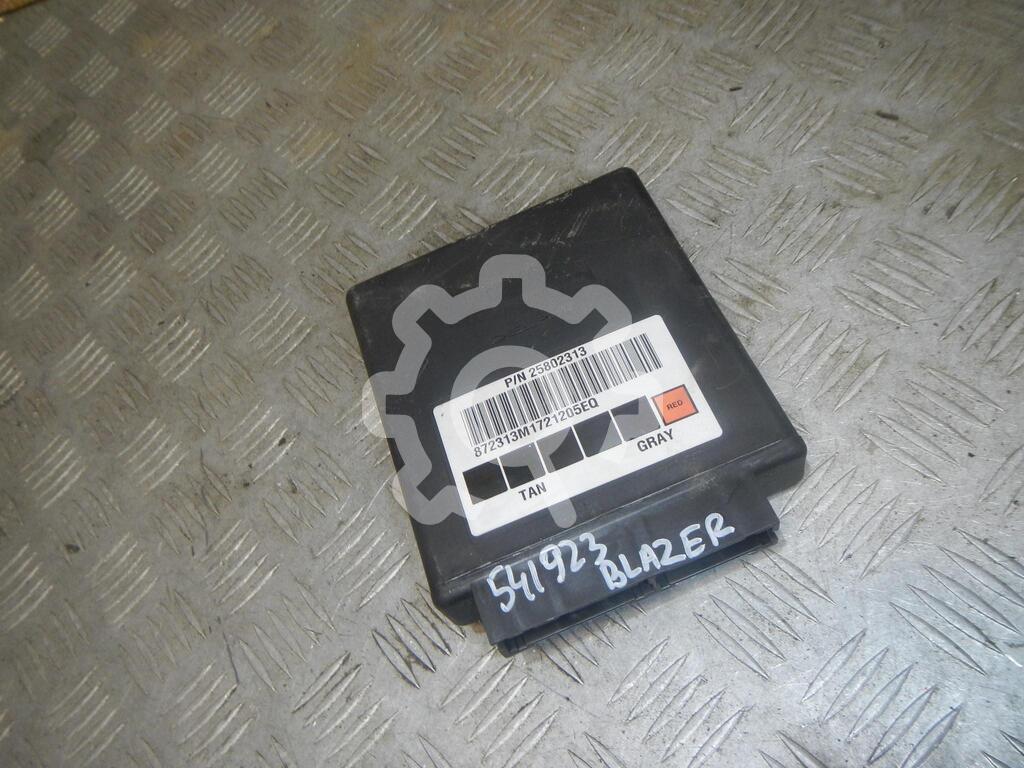 P/N 25802313
872313M1721205EQ
RED
GRAY
TAN
541923
BLAZER